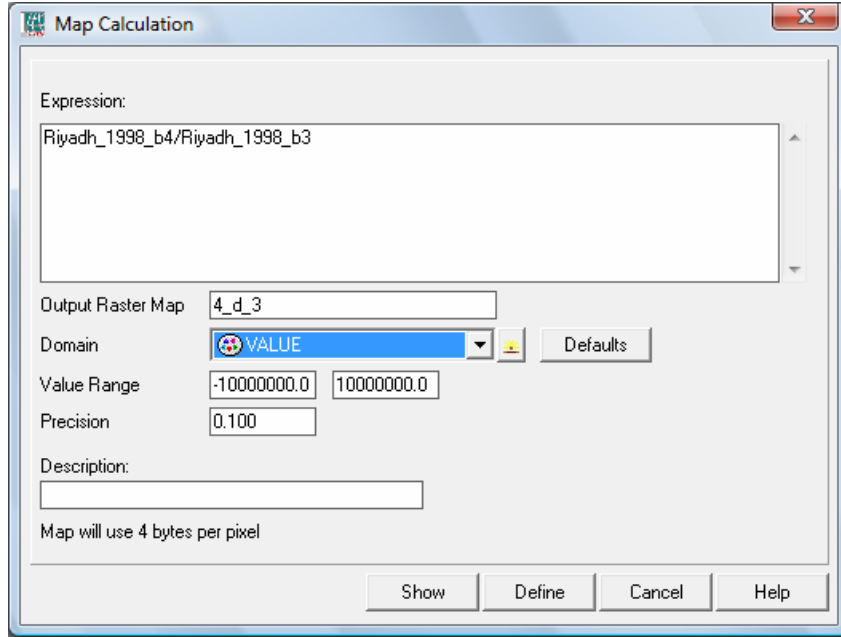 Map Calculation
Expression:
Riyadh_1998_b4/Riyadh_1998_b3
Output Raster Map 4_d_3
Domain VALUE Defaults
Value Range -10000000.0 10000000.0
Precision 0.100
Description:
Map will use 4 bytes per pixel
Show Define Cancel Help